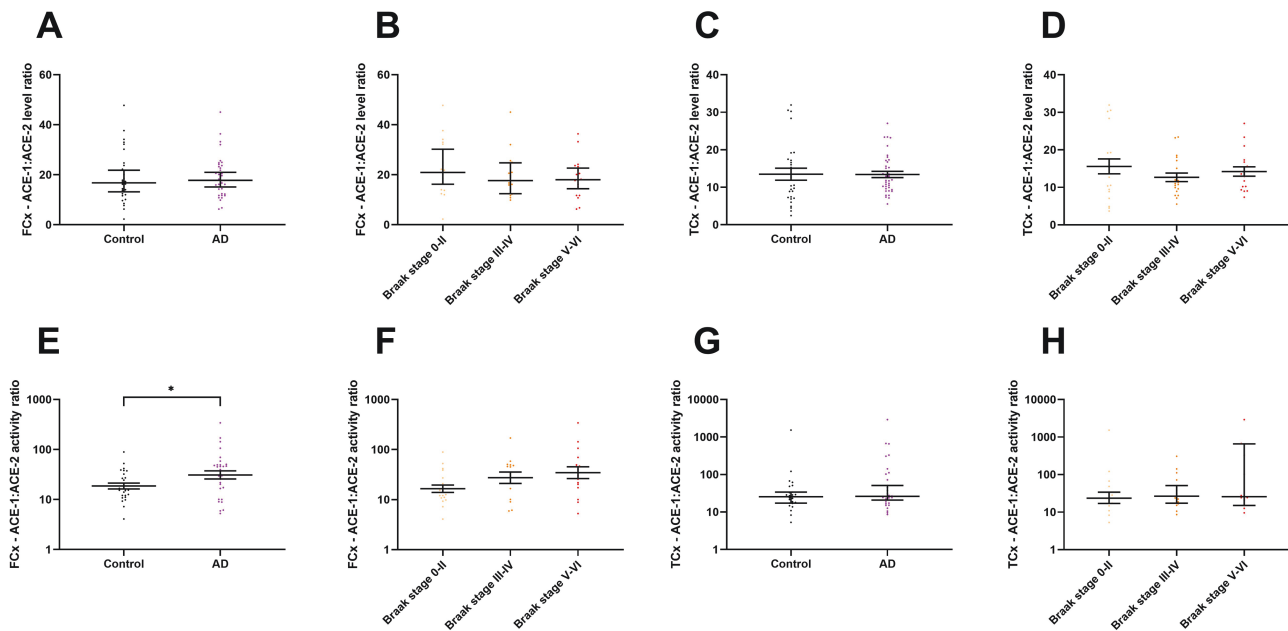 A
FCx - ACE-1:ACE-2 level ratio
60
40
20
0
Control
AD
B
FCx - ACE-1:ACE-2 level ratio
60
40
20
0
Braak stage 0-II
Braak stage III-IV
Braak stage V-VI
C
TCx - ACE-1:ACE-2 level ratio
40
30
20
10
0
Control
AD
D
TCx - ACE-1:ACE-2 level ratio
40
30
20
10
0
Braak stage 0-II
Braak stage III-IV
Braak stage V-VI
E
FCx - ACE-1:ACE-2 activity ratio
1000
100
10
1
*
Control
AD
F
FCx - ACE-1:ACE-2 activity ratio
1000
100
10
1
Braak stage 0-II
Braak stage III-IV
Braak stage V-VI
G
TCx - ACE-1:ACE-2 activity ratio
10000
1000
100
10
1
Control
AD
H
TCx - ACE-1:ACE-2 activity ratio
10000
1000
100
10
1
Braak stage 0-II
Braak stage III-IV
Braak stage V-VI